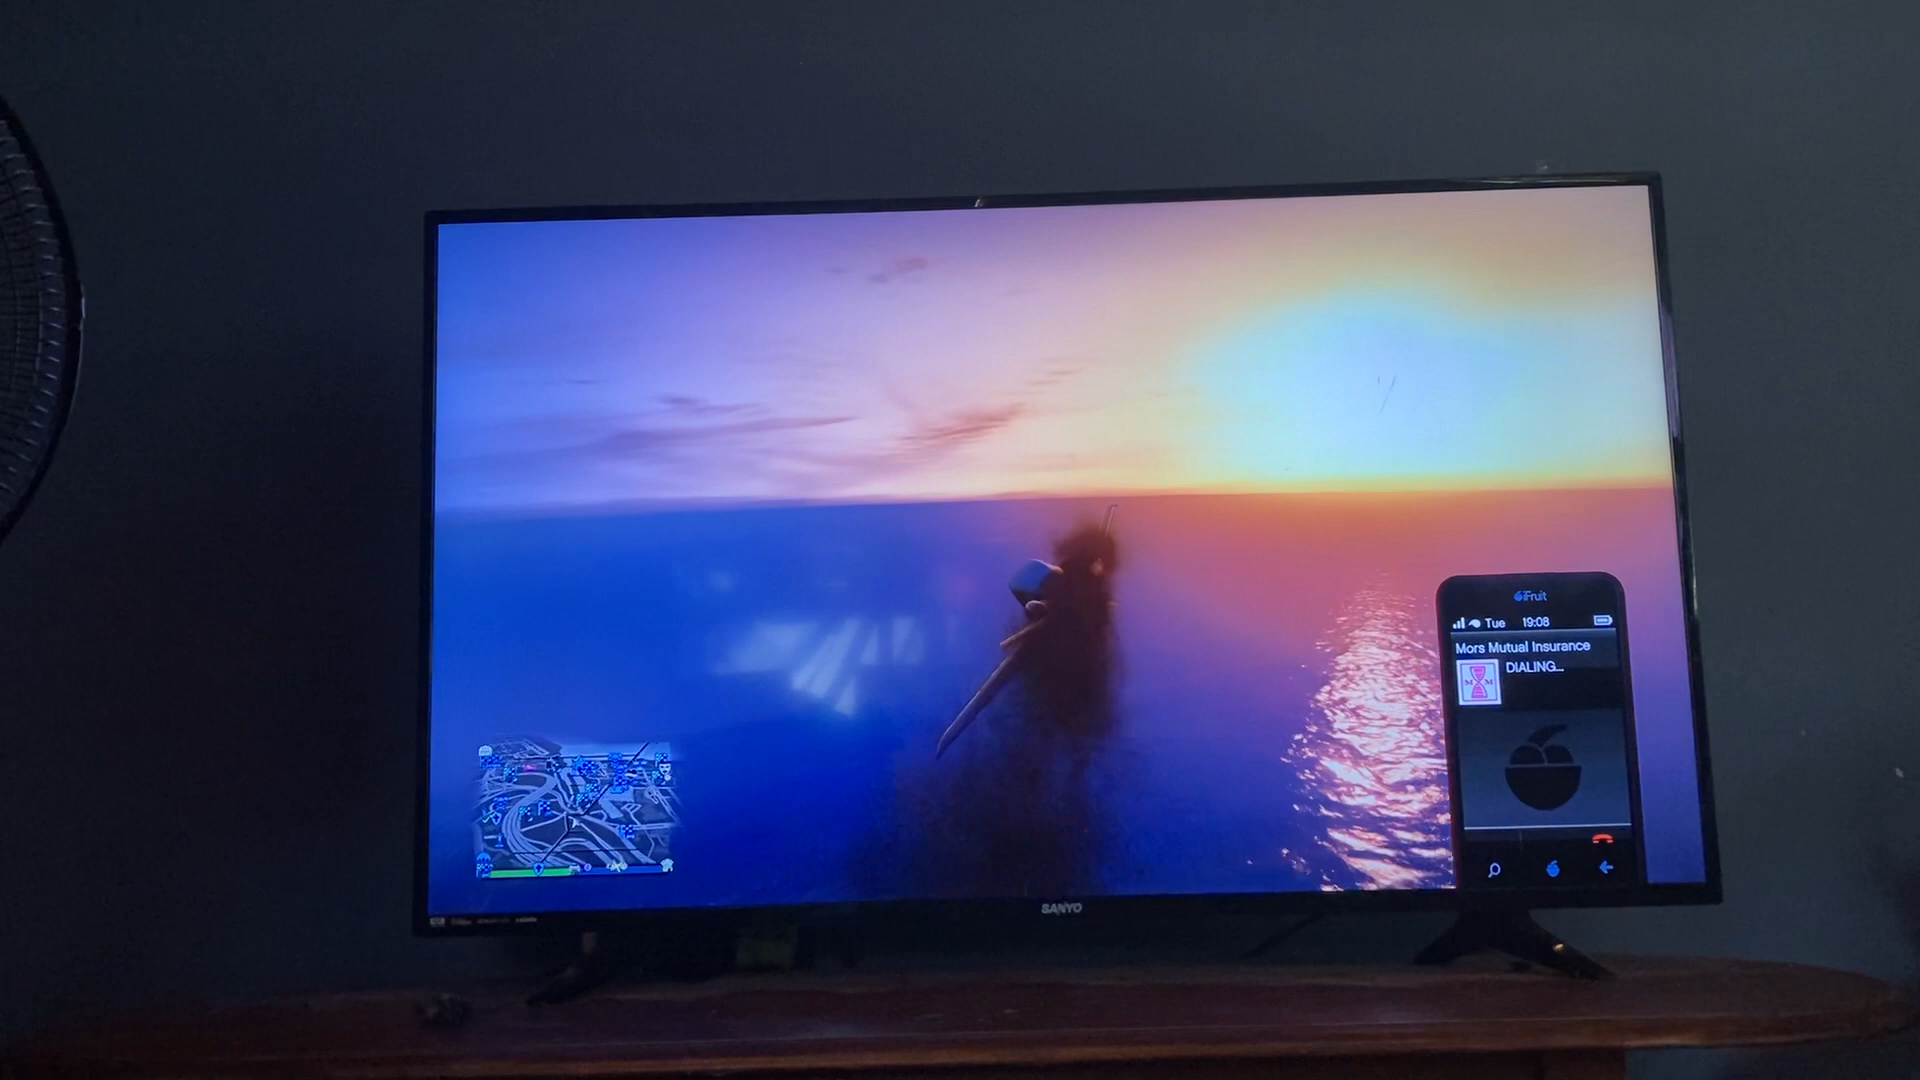 iFruit
Tue 19:08
Mors Mutual Insurance
DIALING...
M M
SANYO